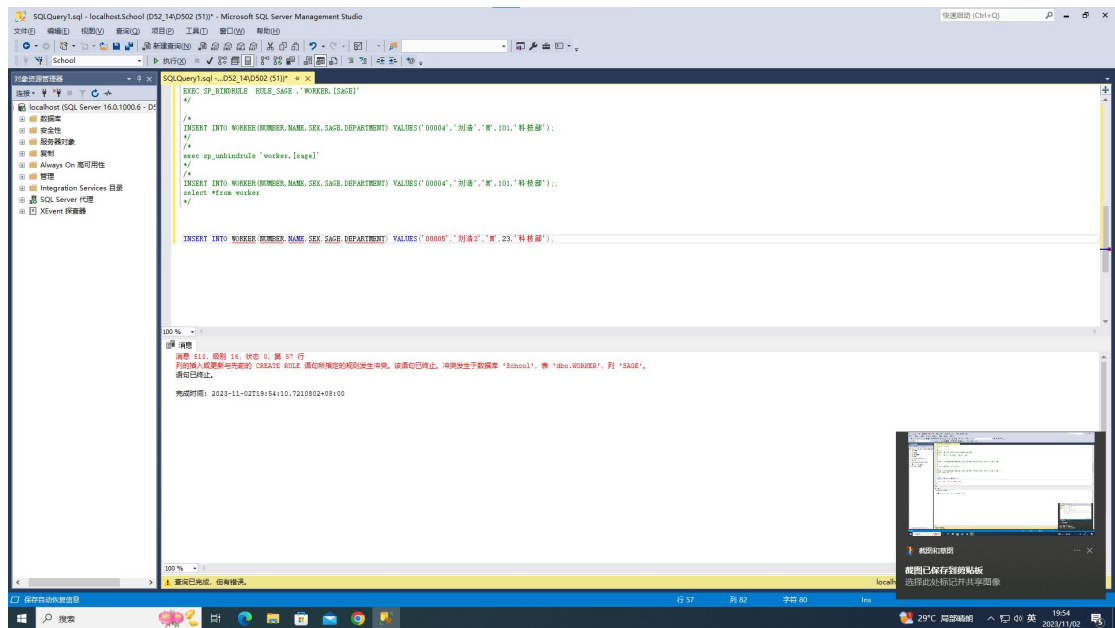 SQLQuery1.sql - localhost.School (D52_14\D502 (51))* - Microsoft SQL Server Management Studio
快速启动 (Ctrl+Q)
文件(F) 编辑(E) 视图(V) 查询(Q) 项目(P) 工具(T) 窗口(W) 帮助(H)
新建查询(N)
School
执行(X)
对象资源管理器
SQLQuery1.sql -...D52_14\D502 (51))*
连接
localhost (SQL Server 16.0.1000.6 - D5
数据库
安全性
服务器对象
复制
Always On 高可用性
管理
Integration Services 目录
SQL Server 代理
XEvent 探查器
EXEC SP_BINDRULE RULE_SAGE ,'WORKER.[SAGE]'
*/
/*
INSERT INTO WORKER(NUMBER,NAME,SEX,SAGE,DEPARTMENT) VALUES('00004','刘浩','M',101,'科技部');
*/
/*
exec sp_unbindrule 'worker.[sage]'
*/
/*
INSERT INTO WORKER(NUMBER,NAME,SEX,SAGE,DEPARTMENT) VALUES('00004','刘浩','M',101,'科技部');;
select *from worker
*/
INSERT INTO WORKER(NUMBER,NAME,SEX,SAGE,DEPARTMENT) VALUES('00005','刘浩2','M',23,'科技部');
100 %
消息
消息 513，级别 16，状态 0，第 57 行
列的插入或更新与先前的 CREATE RULE 语句所指定的规则发生冲突。该语句已终止。冲突发生于数据库 'School'，表 'dbo.WORKER'，列 'SAGE'。
语句已终止。
完成时间: 2023-11-02T19:54:10.7210802+08:00
100 %
查询已完成，但有错误。
localh
截图和草图
截图已保存到剪贴板
选择此处标记并共享图像
保存自动恢复信息
行 57
列 82
字符 80
Ins
搜索
29°C 局部晴朗
英
19:54
2023/11/02